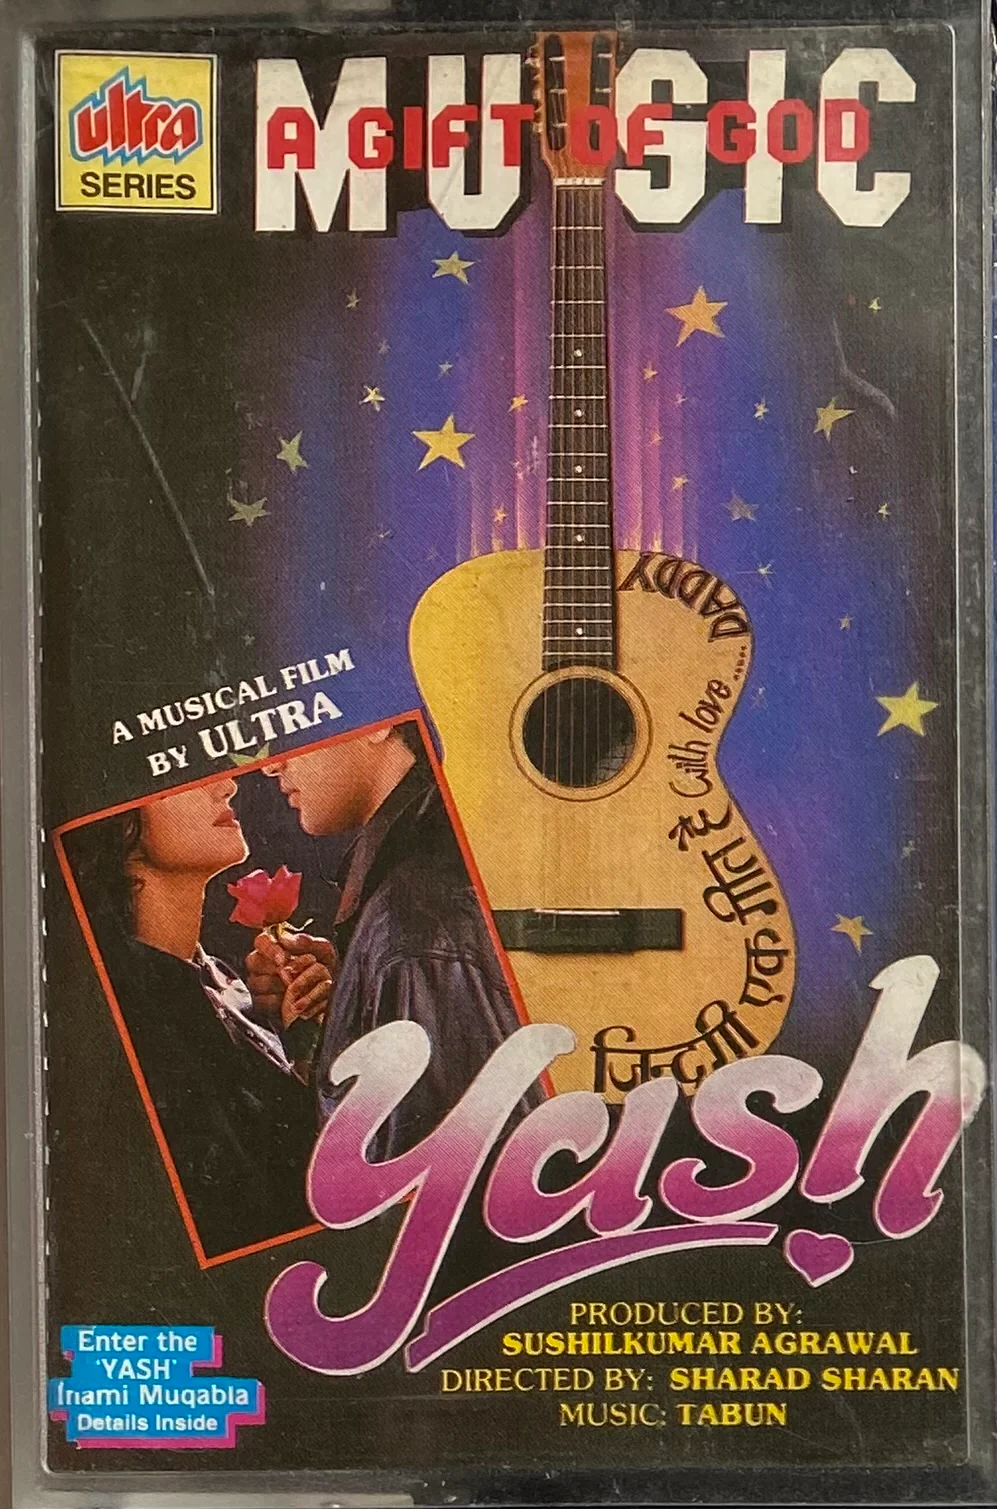 ultra
SERIES
MUSIC
A GIFT OF GOD
A MUSICAL FILM
BY ULTRA
जिन्दगी एक गीत है with love..... DADDY
Yash
Enter the
'YASH'
Inami Muqabla
Details Inside
PRODUCED BY:
SUSHILKUMAR AGRAWAL
DIRECTED BY: SHARAD SHARAN
MUSIC: TABUN